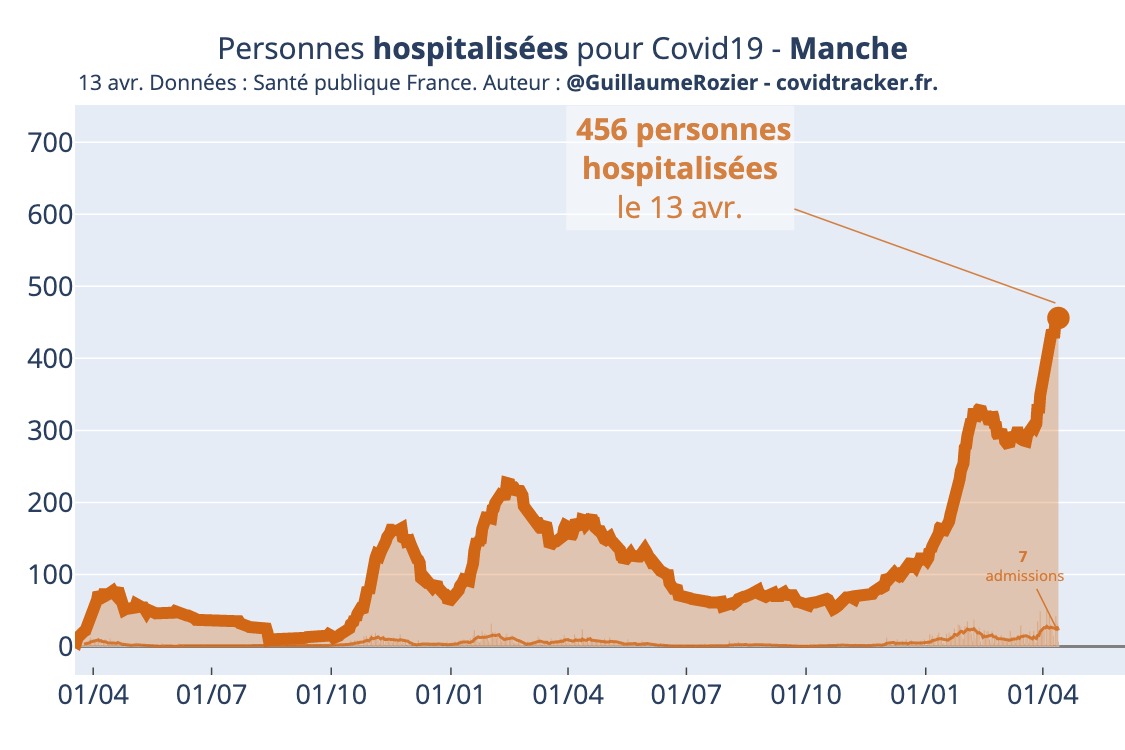 Personnes hospitalisées pour Covid19 - Manche
13 avr. Données : Santé publique France. Auteur : @GuillaumeRozier - covidtracker.fr.
456 personnes
hospitalisées
le 13 avr.
700
600
500
400
300
200
100
0
7
admissions
01/04 01/07 01/10 01/01 01/04 01/07 01/10 01/01 01/04